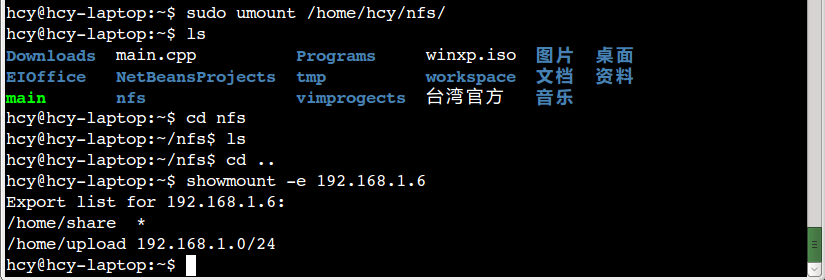 hcy@hcy-laptop:~$ sudo umount /home/hcy/nfs/
hcy@hcy-laptop:~$ ls
Downloads main.cpp Programs winxp.iso 图片 桌面
EIOffice NetBeansProjects tmp workspace 文档 资料
main nfs vimprogects 台湾官方 音乐
hcy@hcy-laptop:~$ cd nfs
hcy@hcy-laptop:~/nfs$ ls
hcy@hcy-laptop:~/nfs$ cd ..
hcy@hcy-laptop:~$ showmount -e 192.168.1.6
Export list for 192.168.1.6:
/home/share *
/home/upload 192.168.1.0/24
hcy@hcy-laptop:~$